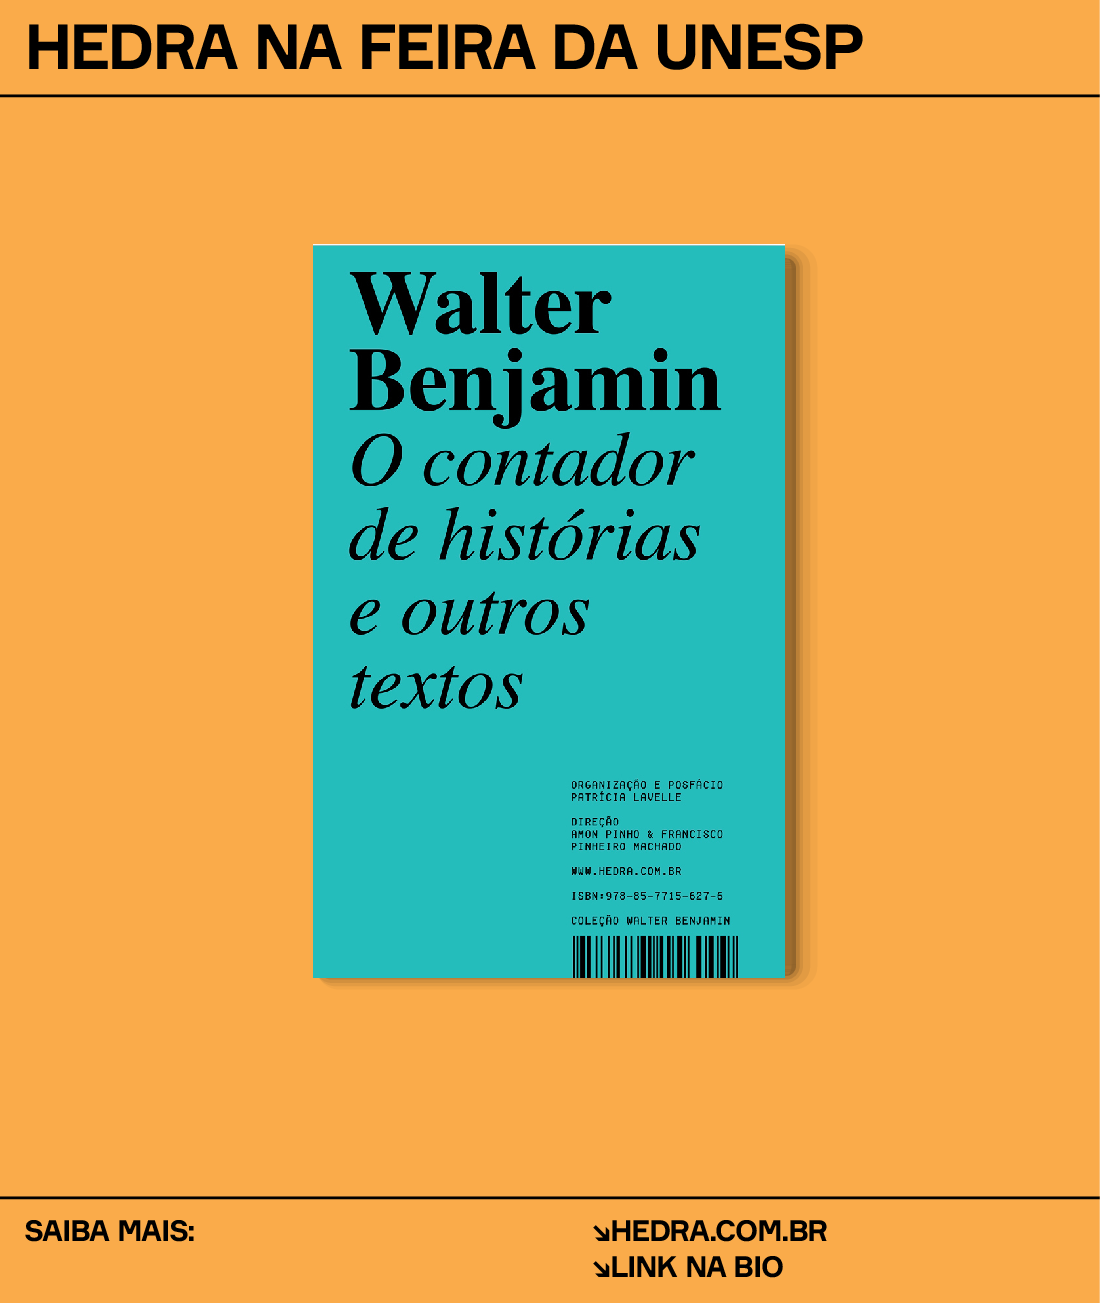 HEDRA NA FEIRA DA UNESP
Walter
Benjamin
O contador
de histórias
e outros
textos
ORGANIZAÇÃO E POSFÁCIO
PATRÍCIA LAVELLE
DIREÇÃO
AMON PINHO & FRANCISCO
PINHEIRO MACHADO
WWW.HEDRA.COM.BR
ISBN:978-85-7715-627-6
COLEÇÃO WALTER BENJAMIN
SAIBA MAIS:
↘HEDRA.COM.BR
↘LINK NA BIO